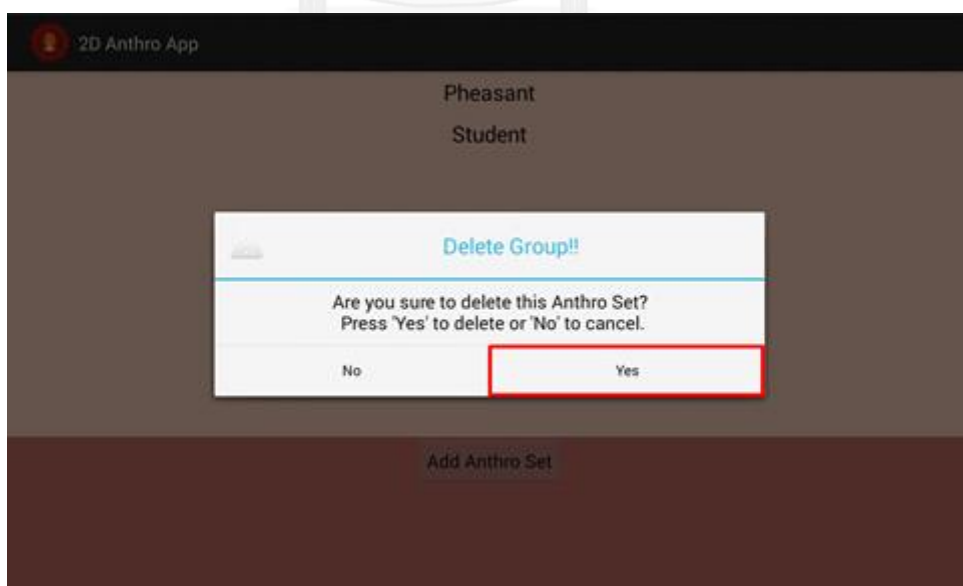 2D Anthro App
Pheasant
Student
Delete Group!!
Are you sure to delete this Anthro Set?
Press 'Yes' to delete or 'No' to cancel.
No Yes
Add Anthro Set